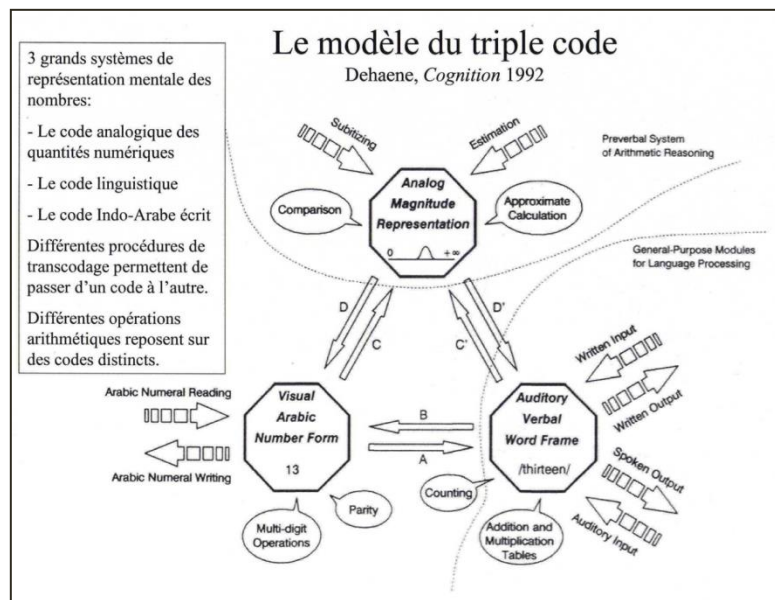 Le modèle du triple code
Dehaene, Cognition 1992
3 grands systèmes de
représentation mentale des
nombres:
- Le code analogique des
quantités numériques
- Le code linguistique
- Le code Indo-Arabe écrit
Différentes procédures de
transcodage permettent de
passer d'un code à l'autre.
Différentes opérations
arithmétiques reposent sur
des codes distincts.
Subitizing
Estimation
Preverbal System
of Arithmetic Reasoning
Analog
Magnitude
Representation
0 +∞
Comparison
Approximate
Calculation
General-Purpose Modules
for Language Processing
D
C
C'
D'
Arabic Numeral Reading
Arabic Numeral Writing
Visual
Arabic
Number Form
13
B
A
Auditory
Verbal
Word Frame
/thirteen/
Written Input
Written Output
Spoken Output
Auditory Input
Multi-digit
Operations
Parity
Counting
Addition and
Multiplication
Tables